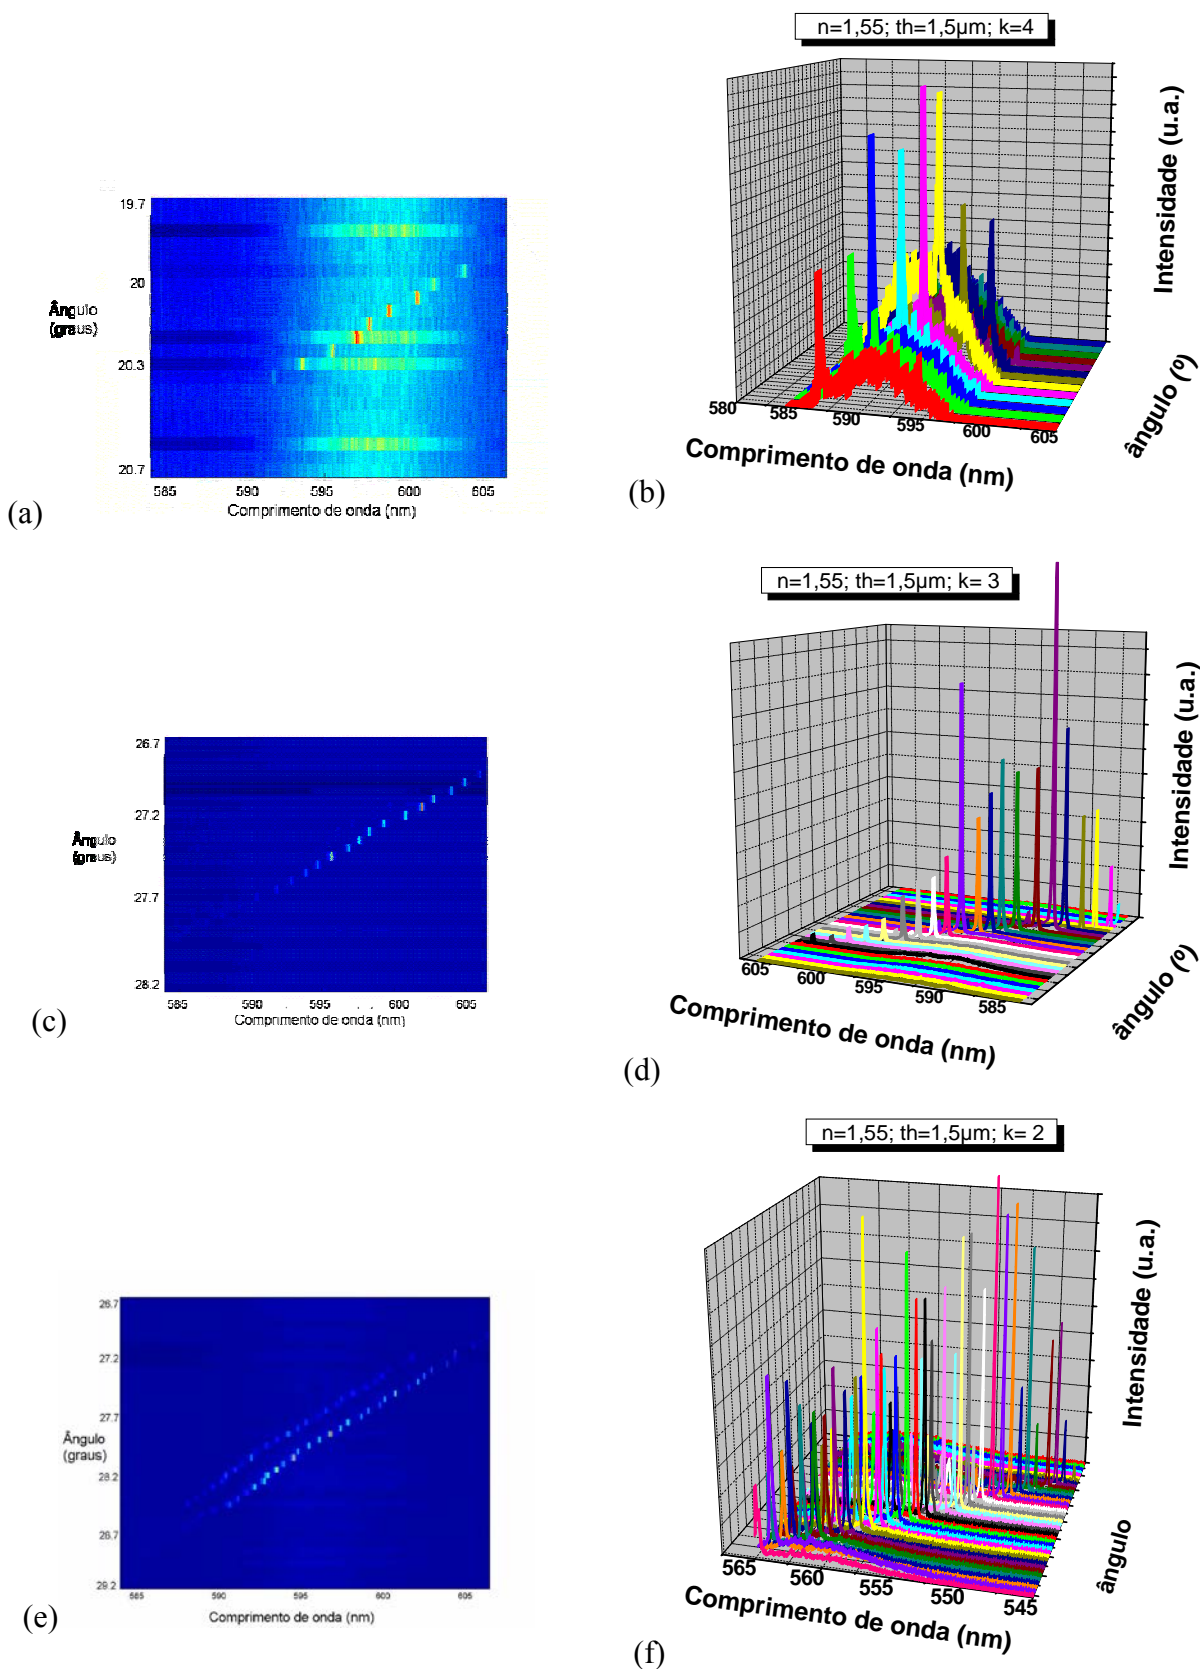 n=1,55; th=1,5µm; k=4
19.7
20
20.3
20.7
Ângulo
(graus)
585
590
595
600
605
Comprimento de onda (nm)
(a)
Intensidade (u.a.)
580
585
590
595
600
605
Comprimento de onda (nm)
ângulo (º)
(b)
n=1,55; th=1,5µm; k= 3
26.7
27.2
27.7
28.2
Ângulo
(graus)
585
590
595
600
605
Comprimento de onda (nm)
(c)
Intensidade (u.a.)
605
600
595
590
585
Comprimento de onda (nm)
ângulo (º)
(d)
n=1,55; th=1,5µm; k= 2
27.2
27.7
28.2
29.2
Ângulo
(graus)
590
595
600
605
Comprimento de onda (nm)
(e)
Intensidade (u.a.)
565
560
555
550
545
Comprimento de onda (nm)
ângulo
(f)